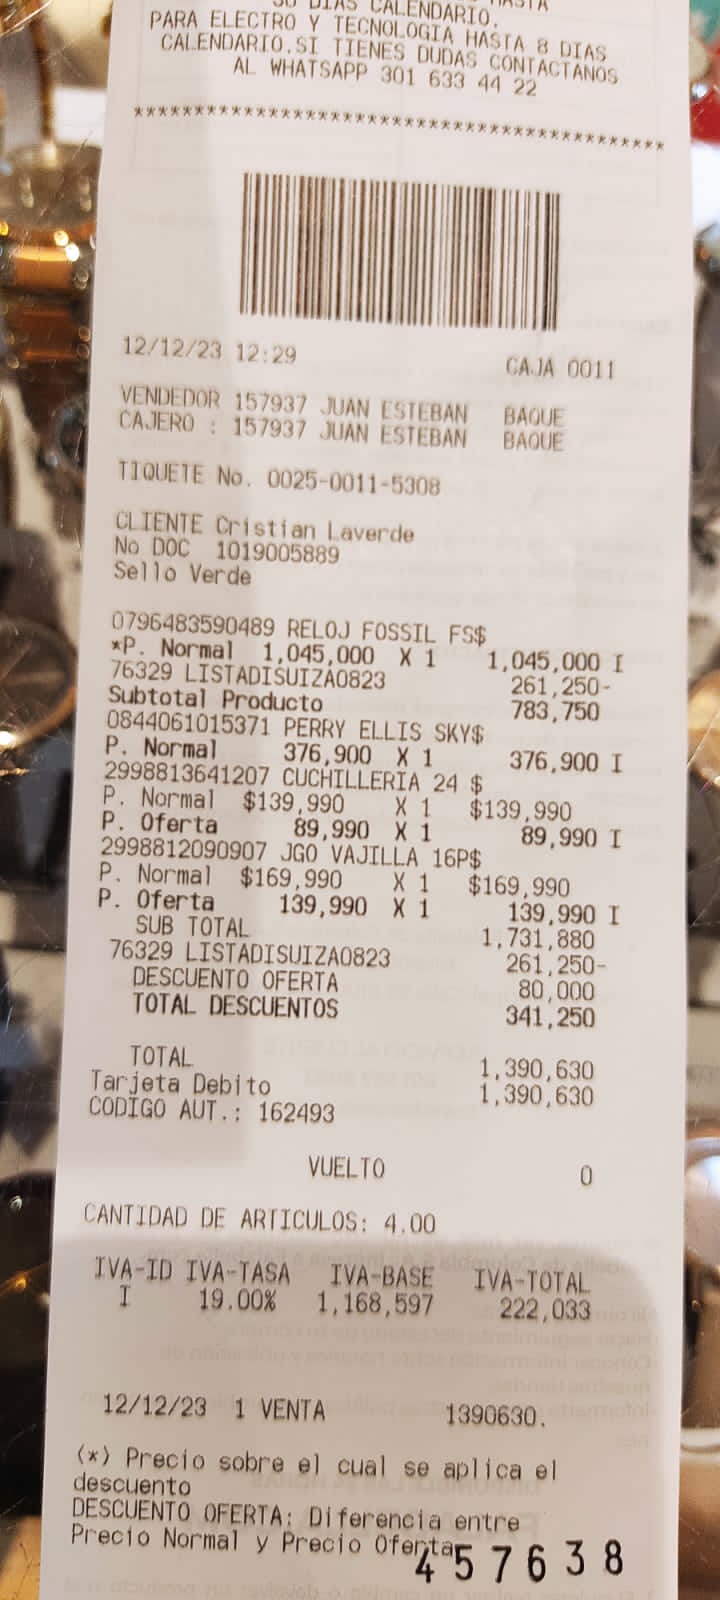 30 DIAS CALENDARIO.
PARA ELECTRO Y TECNOLOGIA HASTA 8 DIAS
CALENDARIO.SI TIENES DUDAS CONTACTANOS
AL WHATSAPP 301 633 44 22
********************************************
12/12/23 12:29 CAJA 0011
VENDEDOR 157937 JUAN ESTEBAN BAQUE
CAJERO : 157937 JUAN ESTEBAN BAQUE
TIQUETE No. 0025-0011-5308
CLIENTE Cristian Laverde
No DOC 1019005889
Sello Verde
0796483590489 RELOJ FOSSIL FS$
*P. Normal 1,045,000 X 1 1,045,000 I
76329 LISTADISUIZA0823 261,250-
Subtotal Producto 783,750
0844061015371 PERRY ELLIS SKY$
P. Normal 376,900 X 1 376,900 I
2998813641207 CUCHILLERIA 24 $
P. Normal $139,990 X 1 $139,990
P. Oferta 89,990 X 1 89,990 I
2998812090907 JGO VAJILLA 16P$
P. Normal $169,990 X 1 $169,990
P. Oferta 139,990 X 1 139,990 I
SUB TOTAL 1,731,880
76329 LISTADISUIZA0823 261,250-
DESCUENTO OFERTA 80,000
TOTAL DESCUENTOS 341,250
TOTAL 1,390,630
Tarjeta Debito 1,390,630
CODIGO AUT.: 162493
VUELTO 0
CANTIDAD DE ARTICULOS: 4.00
IVA-ID IVA-TASA IVA-BASE IVA-TOTAL
I 19.00% 1,168,597 222,033
12/12/23 1 VENTA 1390630.
(*) Precio sobre el cual se aplica el
descuento
DESCUENTO OFERTA: Diferencia entre
Precio Normal y Precio Oferta
457638